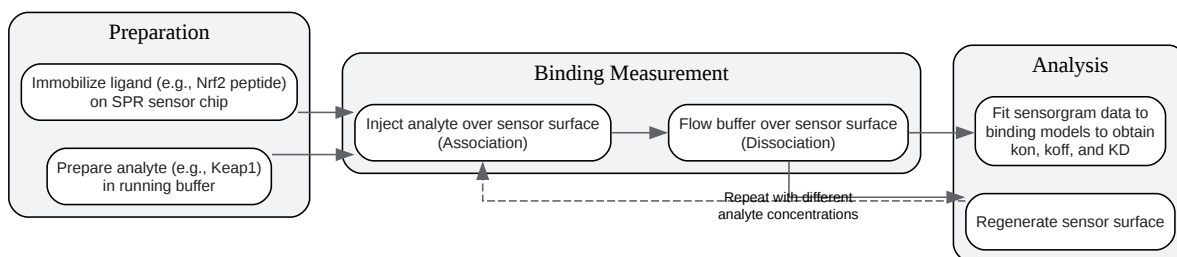 Preparation
Immobilize ligand (e.g., Nrf2 peptide)
on SPR sensor chip
Prepare analyte (e.g., Keap1)
in running buffer
Binding Measurement
Inject analyte over sensor surface
(Association)
Flow buffer over sensor surface
(Dissociation)
Repeat with different
analyte concentrations
Analysis
Fit sensorgram data to
binding models to obtain
kon, koff, and KD
Regenerate sensor surface